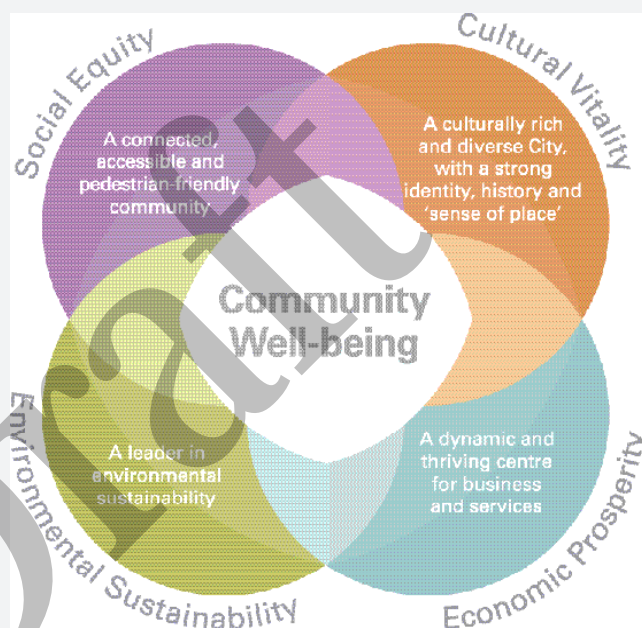 Social Equity
Cultural Vitality
A connected,
accessible and
pedestrian-friendly
community
A culturally rich
and diverse City,
with a strong
identity, history and
‘sense of place’
Community
Well-being
A leader in
environmental
sustainability
A dynamic and
thriving centre
for business
and services
Environmental Sustainability
Economic Prosperity
Draft